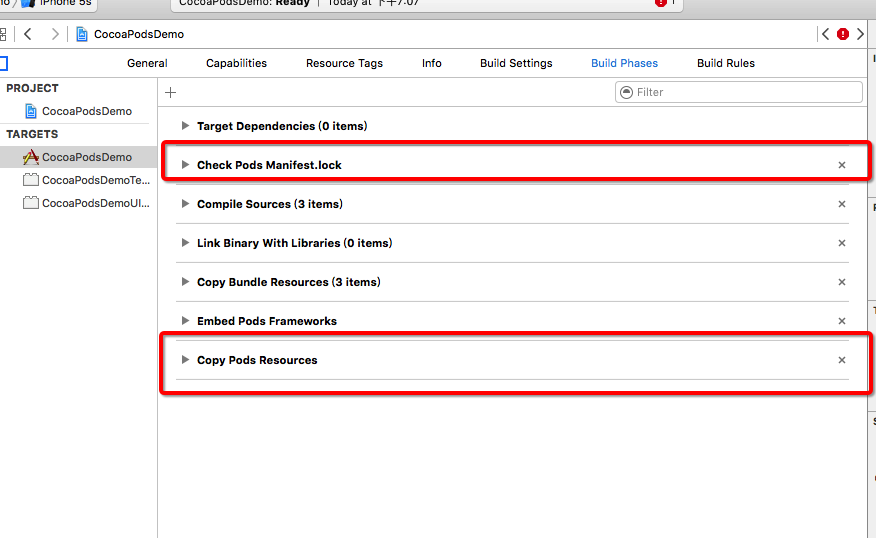 iPhone 5s
CocoaPodsDemo: Ready | Today at 下午7:07
CocoaPodsDemo
General Capabilities Resource Tags Info Build Settings Build Phases Build Rules
PROJECT
CocoaPodsDemo
TARGETS
CocoaPodsDemo
CocoaPodsDemoTe...
CocoaPodsDemoUI...
Filter
Target Dependencies (0 items)
Check Pods Manifest.lock
Compile Sources (3 items)
Link Binary With Libraries (0 items)
Copy Bundle Resources (3 items)
Embed Pods Frameworks
Copy Pods Resources